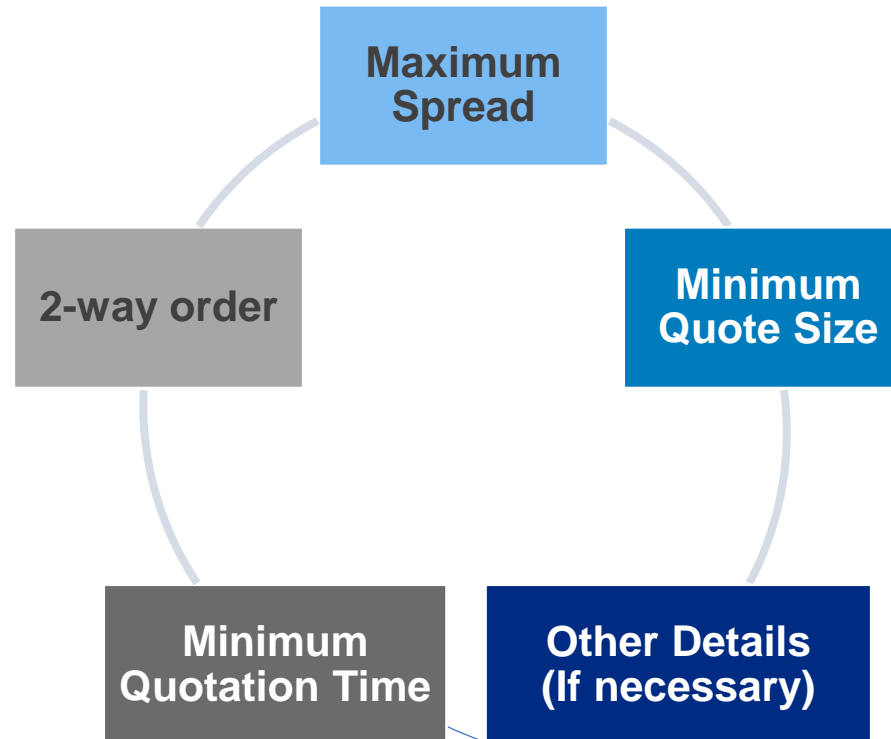 Maximum
Spread
2-way order
Minimum
Quote Size
Minimum
Quotation Time
Other Details
(If necessary)